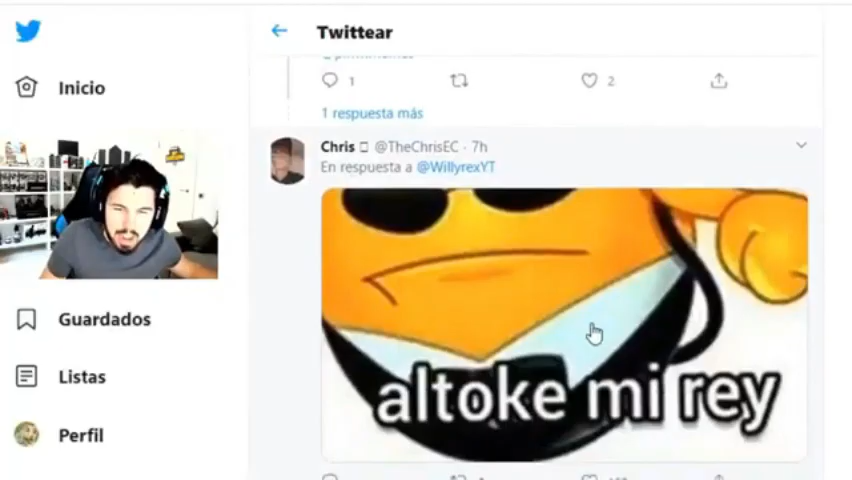 Twittear
Inicio
1
2
1 respuesta más
Chris @TheChrisEC · 7h
En respuesta a @WillyrexYT
Guardados
Listas
Perfil
altoke mi rey